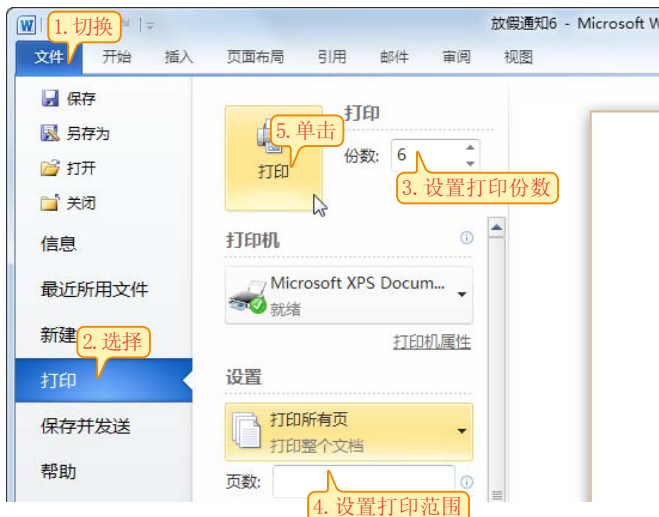 1.切换
放假通知6 - Microsoft W
文件 开始 插入 页面布局 引用 邮件 审阅 视图
保存
另存为
打开
关闭
信息
最近所用文件
新建
2.选择
打印
保存并发送
帮助
打印
5.单击
打印
份数: 6
3.设置打印份数
打印机
Microsoft XPS Docum...
就绪
打印机属性
设置
打印所有页
打印整个文档
页数:
4.设置打印范围